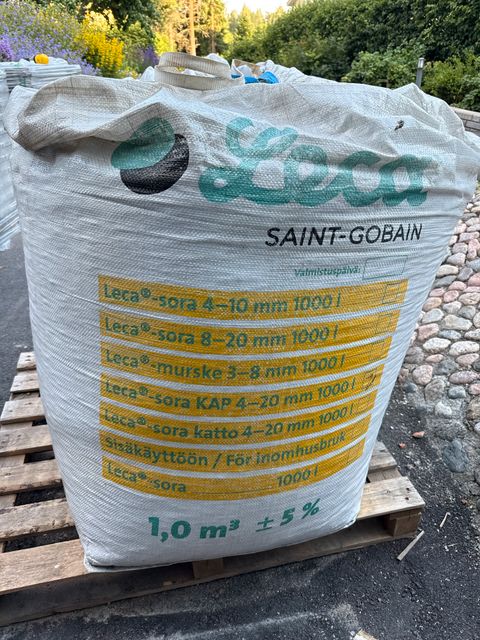 Leca
SAINT-GOBAIN
Valmistuspäivä:
Leca®-sora 4–10 mm 1000 l
Leca®-sora 8–20 mm 1000 l
Leca®-murske 3–8 mm 1000 l
Leca®-sora KAP 4–20 mm 1000 l
Leca®-sora katto 4–20 mm 1000 l
Sisäkäyttöön / För inomhusbruk
Leca®-sora 1000 l
1,0 m³ ±5 %